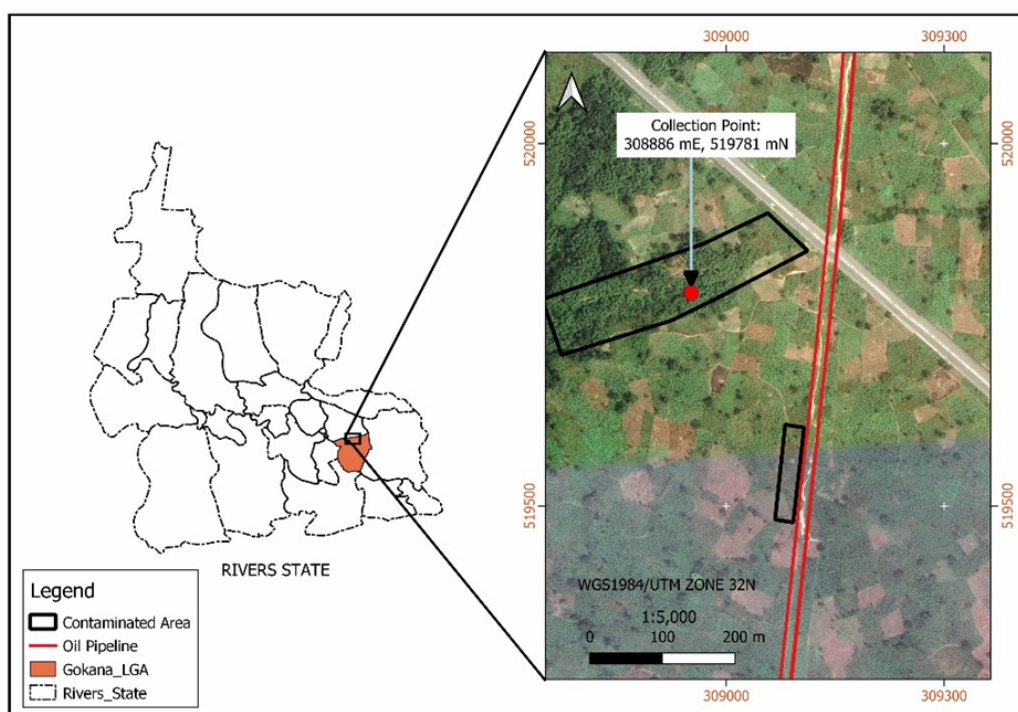 309000
309300
520000
520000
Collection Point:
308886 mE, 519781 mN
519500
519500
RIVERS STATE
WGS1984/UTM ZONE 32N
1:5,000
0
100
200 m
Legend
Contaminated Area
Oil Pipeline
Gokana_LGA
Rivers_State
309000
309300